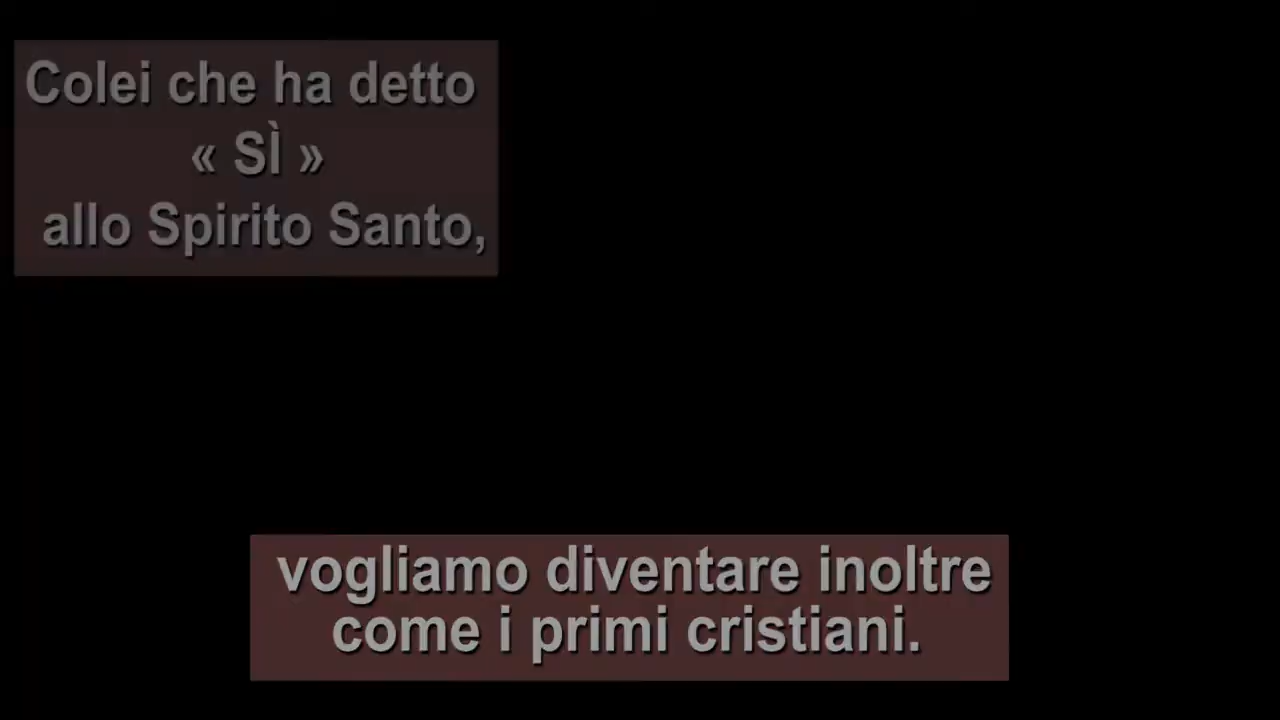 Colei che ha detto
« SÌ »
allo Spirito Santo,
vogliamo diventare inoltre
come i primi cristiani.